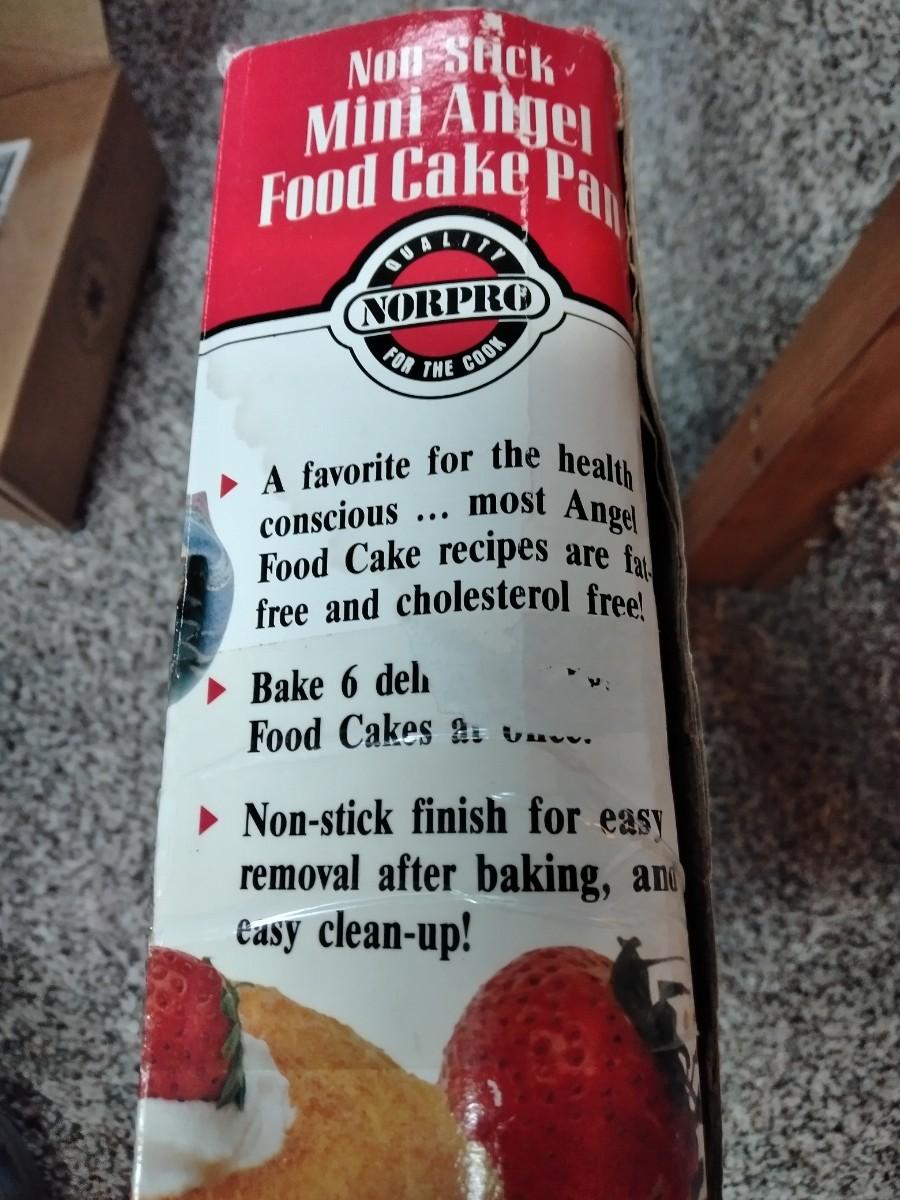 Non-Stick
Mini Angel
Food Cake Pan
QUALITY
NORPRO
FOR THE COOK
A favorite for the health
conscious ... most Angel
Food Cake recipes are fat-
free and cholesterol free!
Bake 6
Food Cakes at
Non-stick finish for easy
removal after baking, and
easy clean-up!